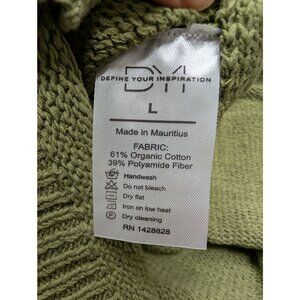 DYI
DEFINE YOUR INSPIRATION
L
Made in Mauritius
FABRIC:
61% Organic Cotton
39% Polyamide Fiber
Handwash
Do not bleach
Dry flat
Iron on low heat
Dry cleaning
RN 1428828